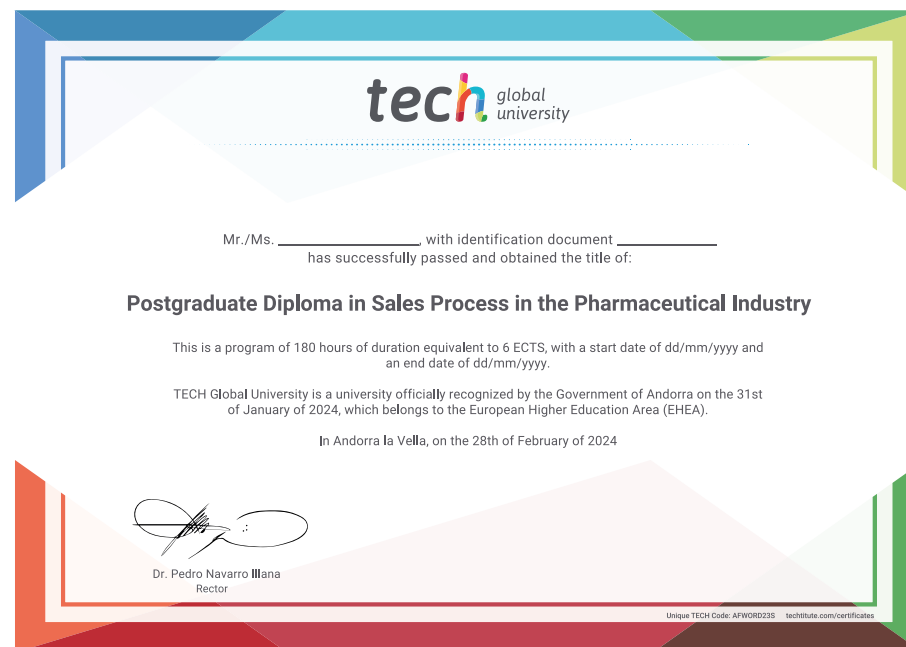 tech global
university
Mr./Ms. ____________________, with identification document ______________
has successfully passed and obtained the title of:
Postgraduate Diploma in Sales Process in the Pharmaceutical Industry
This is a program of 180 hours of duration equivalent to 6 ECTS, with a start date of dd/mm/yyyy and
an end date of dd/mm/yyyy.
TECH Global University is a university officially recognized by the Government of Andorra on the 31st
of January of 2024, which belongs to the European Higher Education Area (EHEA).
In Andorra la Vella, on the 28th of February of 2024
Dr. Pedro Navarro Illana
Rector
Unique TECH Code: AFWORD23S techtitute.com/certificates